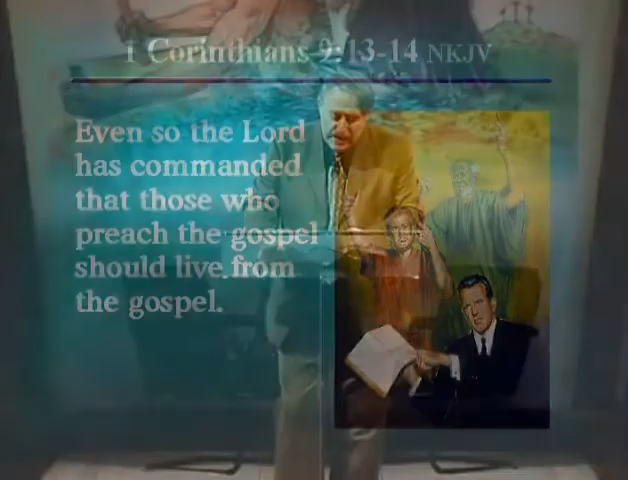 1 Corinthians 9:13-14 NKJV
Even so the Lord
has commanded
that those who
preach the gospel
should live from
the gospel.